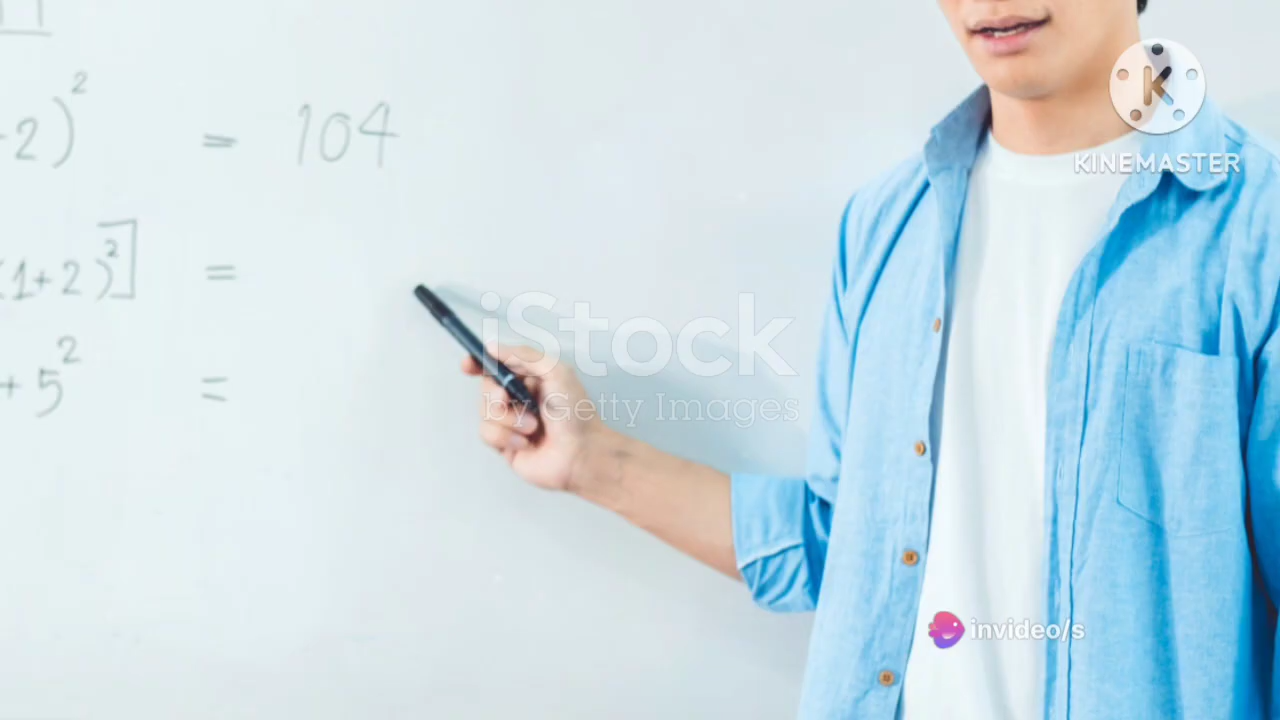 2)² = 104
(1+2)²] =
+ 5² =
KINEMASTER
iStock
by Getty Images
invideo/s